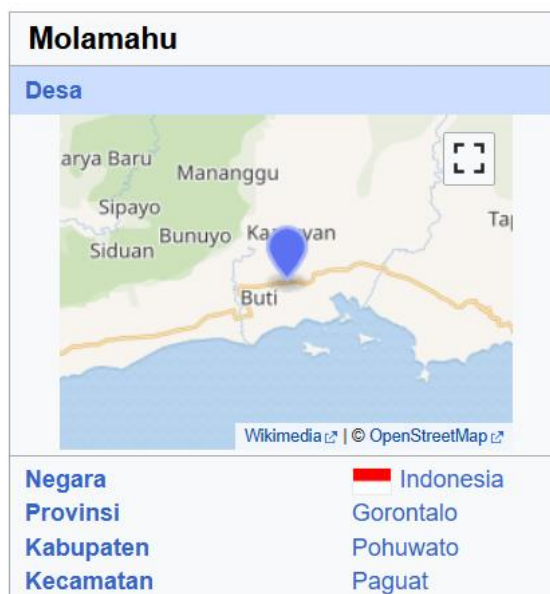 Molamahu
Desa
arya Baru
Mananggu
Sipayo
Siduan
Bunuyo
Buti
Wikimedia | © OpenStreetMap
Negara Indonesia
Provinsi Gorontalo
Kabupaten Pohuwato
Kecamatan Paguat